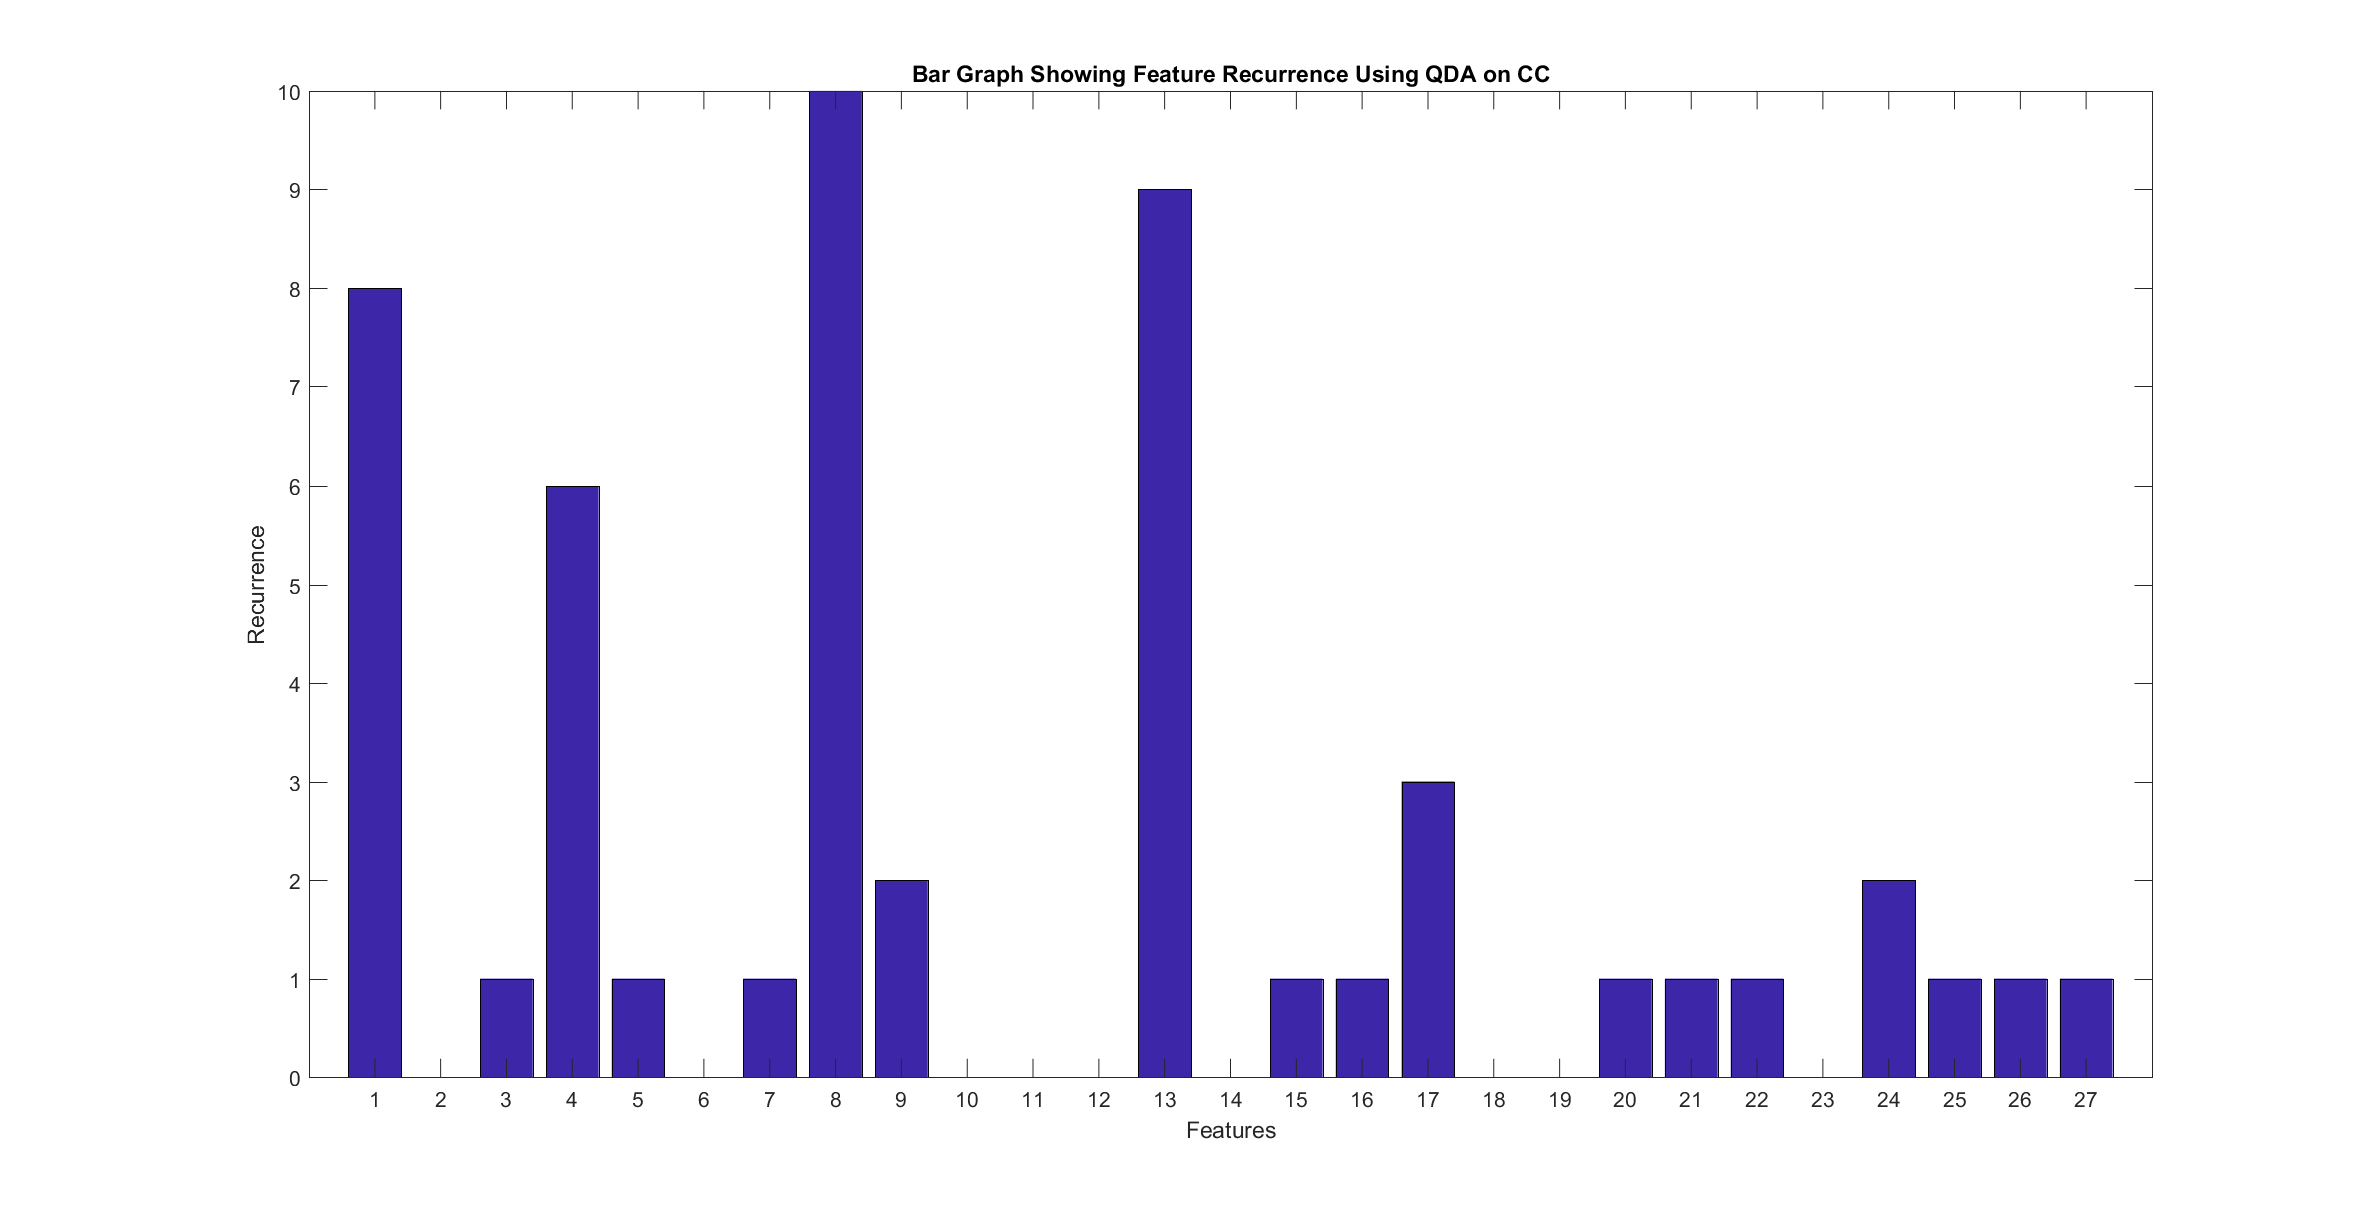 Bar Graph Showing Feature Recurrence Using QDA on CC
10
9
8
7
6
5
4
3
2
1
0
Recurrence
1 2 3 4 5 6 7 8 9 10 11 12 13 14 15 16 17 18 19 20 21 22 23 24 25 26 27
Features